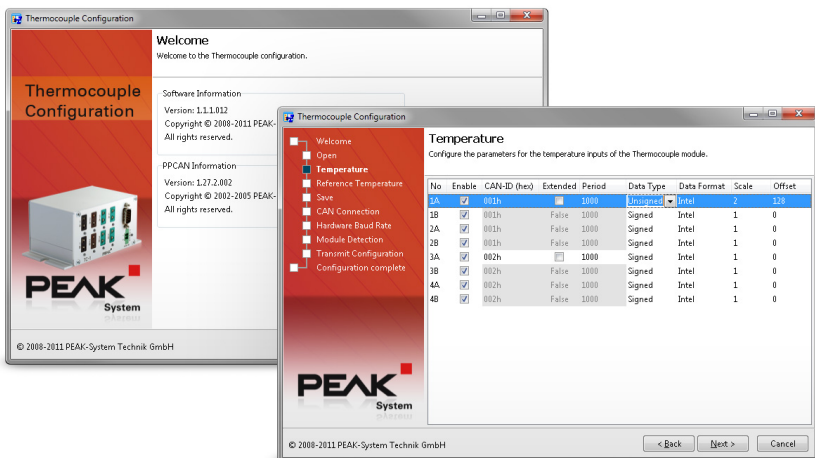 Thermocouple Configuration
Welcome
Welcome to the Thermocouple configuration.
Thermocouple
Configuration
Software Information
Version: 1.1.1.012
Copyright © 2008-2011 PEAK-
All rights reserved.
PPCAN Information
Version: 1.27.2.002
Copyright © 2002-2005 PEAK-
All rights reserved.
PEAK
System
© 2008-2011 PEAK-System Technik GmbH
Thermocouple Configuration
Welcome
Open
Temperature
Reference Temperature
Save
CAN Connection
Hardware Baud Rate
Module Detection
Transmit Configuration
Configuration complete
PEAK
System
Temperature
Configure the parameters for the temperature inputs of the Thermocouple module.
No Enable CAN-ID (hex) Extended Period Data Type Data Format Scale Offset
1A 001h 1000 Unsigned Intel 2 128
1B 001h False 1000 Signed Intel 1 0
2A 001h False 1000 Signed Intel 1 0
2B 001h False 1000 Signed Intel 1 0
3A 002h 1000 Signed Intel 1 0
3B 002h False 1000 Signed Intel 1 0
4A 002h False 1000 Signed Intel 1 0
4B 002h False 1000 Signed Intel 1 0
© 2008-2011 PEAK-System Technik GmbH
< Back Next > Cancel